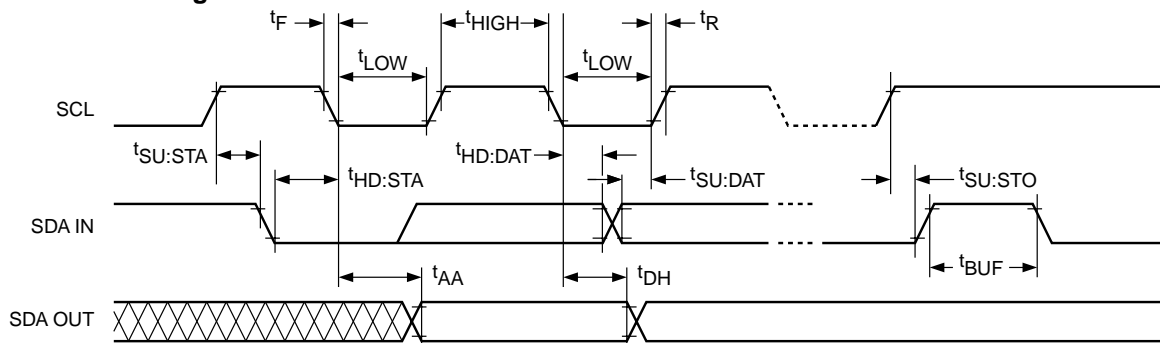 tF
tHIGH
tR
tLOW
tLOW
SCL
tSU:STA
tHD:STA
tHD:DAT
tSU:DAT
tSU:STO
SDA IN
tBUF
tAA
tDH
SDA OUT